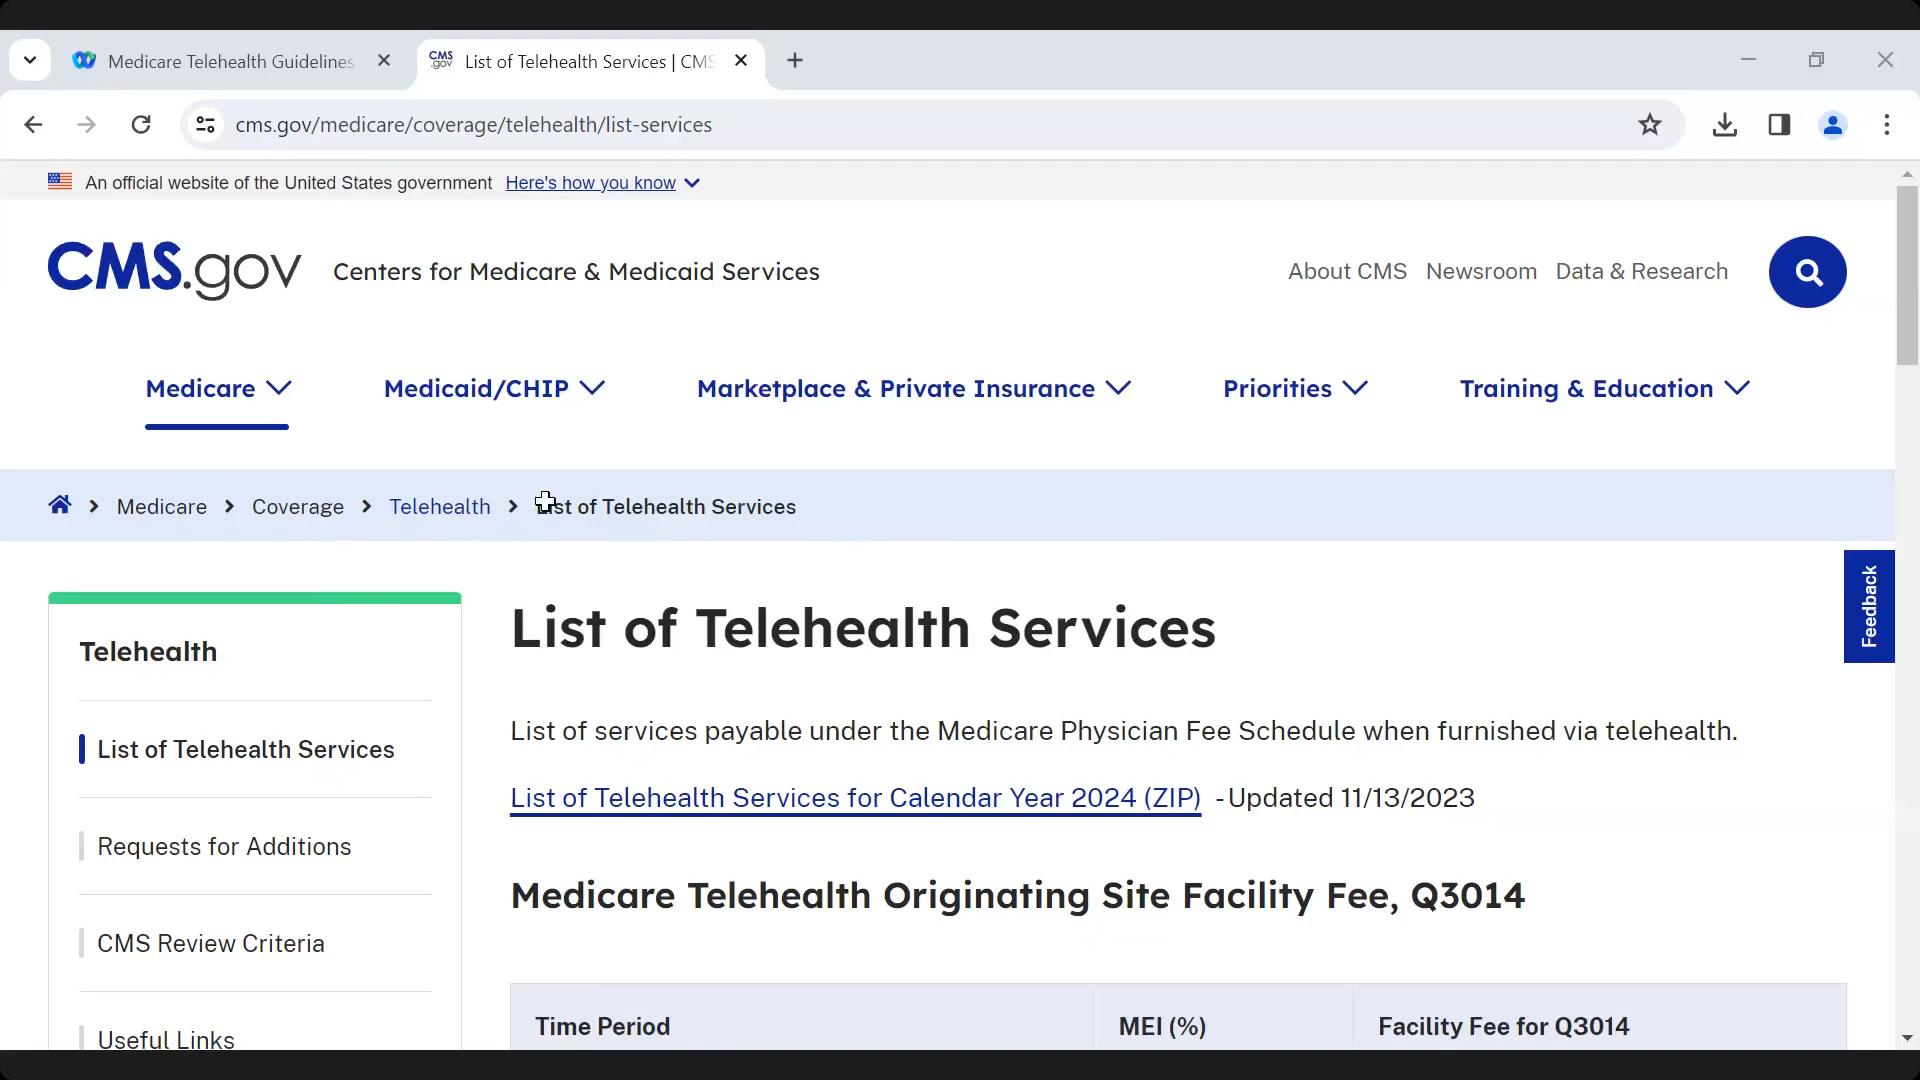 Medicare Telehealth Guidelines
List of Telehealth Services | CMS
cms.gov/medicare/coverage/telehealth/list-services
An official website of the United States government Here's how you know
CMS.gov Centers for Medicare & Medicaid Services
About CMS Newsroom Data & Research
Medicare Medicaid/CHIP Marketplace & Private Insurance Priorities Training & Education
Medicare Coverage Telehealth List of Telehealth Services
Feedback
Telehealth
List of Telehealth Services
Requests for Additions
CMS Review Criteria
Useful Links
List of Telehealth Services
List of services payable under the Medicare Physician Fee Schedule when furnished via telehealth.
List of Telehealth Services for Calendar Year 2024 (ZIP) - Updated 11/13/2023
Medicare Telehealth Originating Site Facility Fee, Q3014
Time Period MEI (%) Facility Fee for Q3014